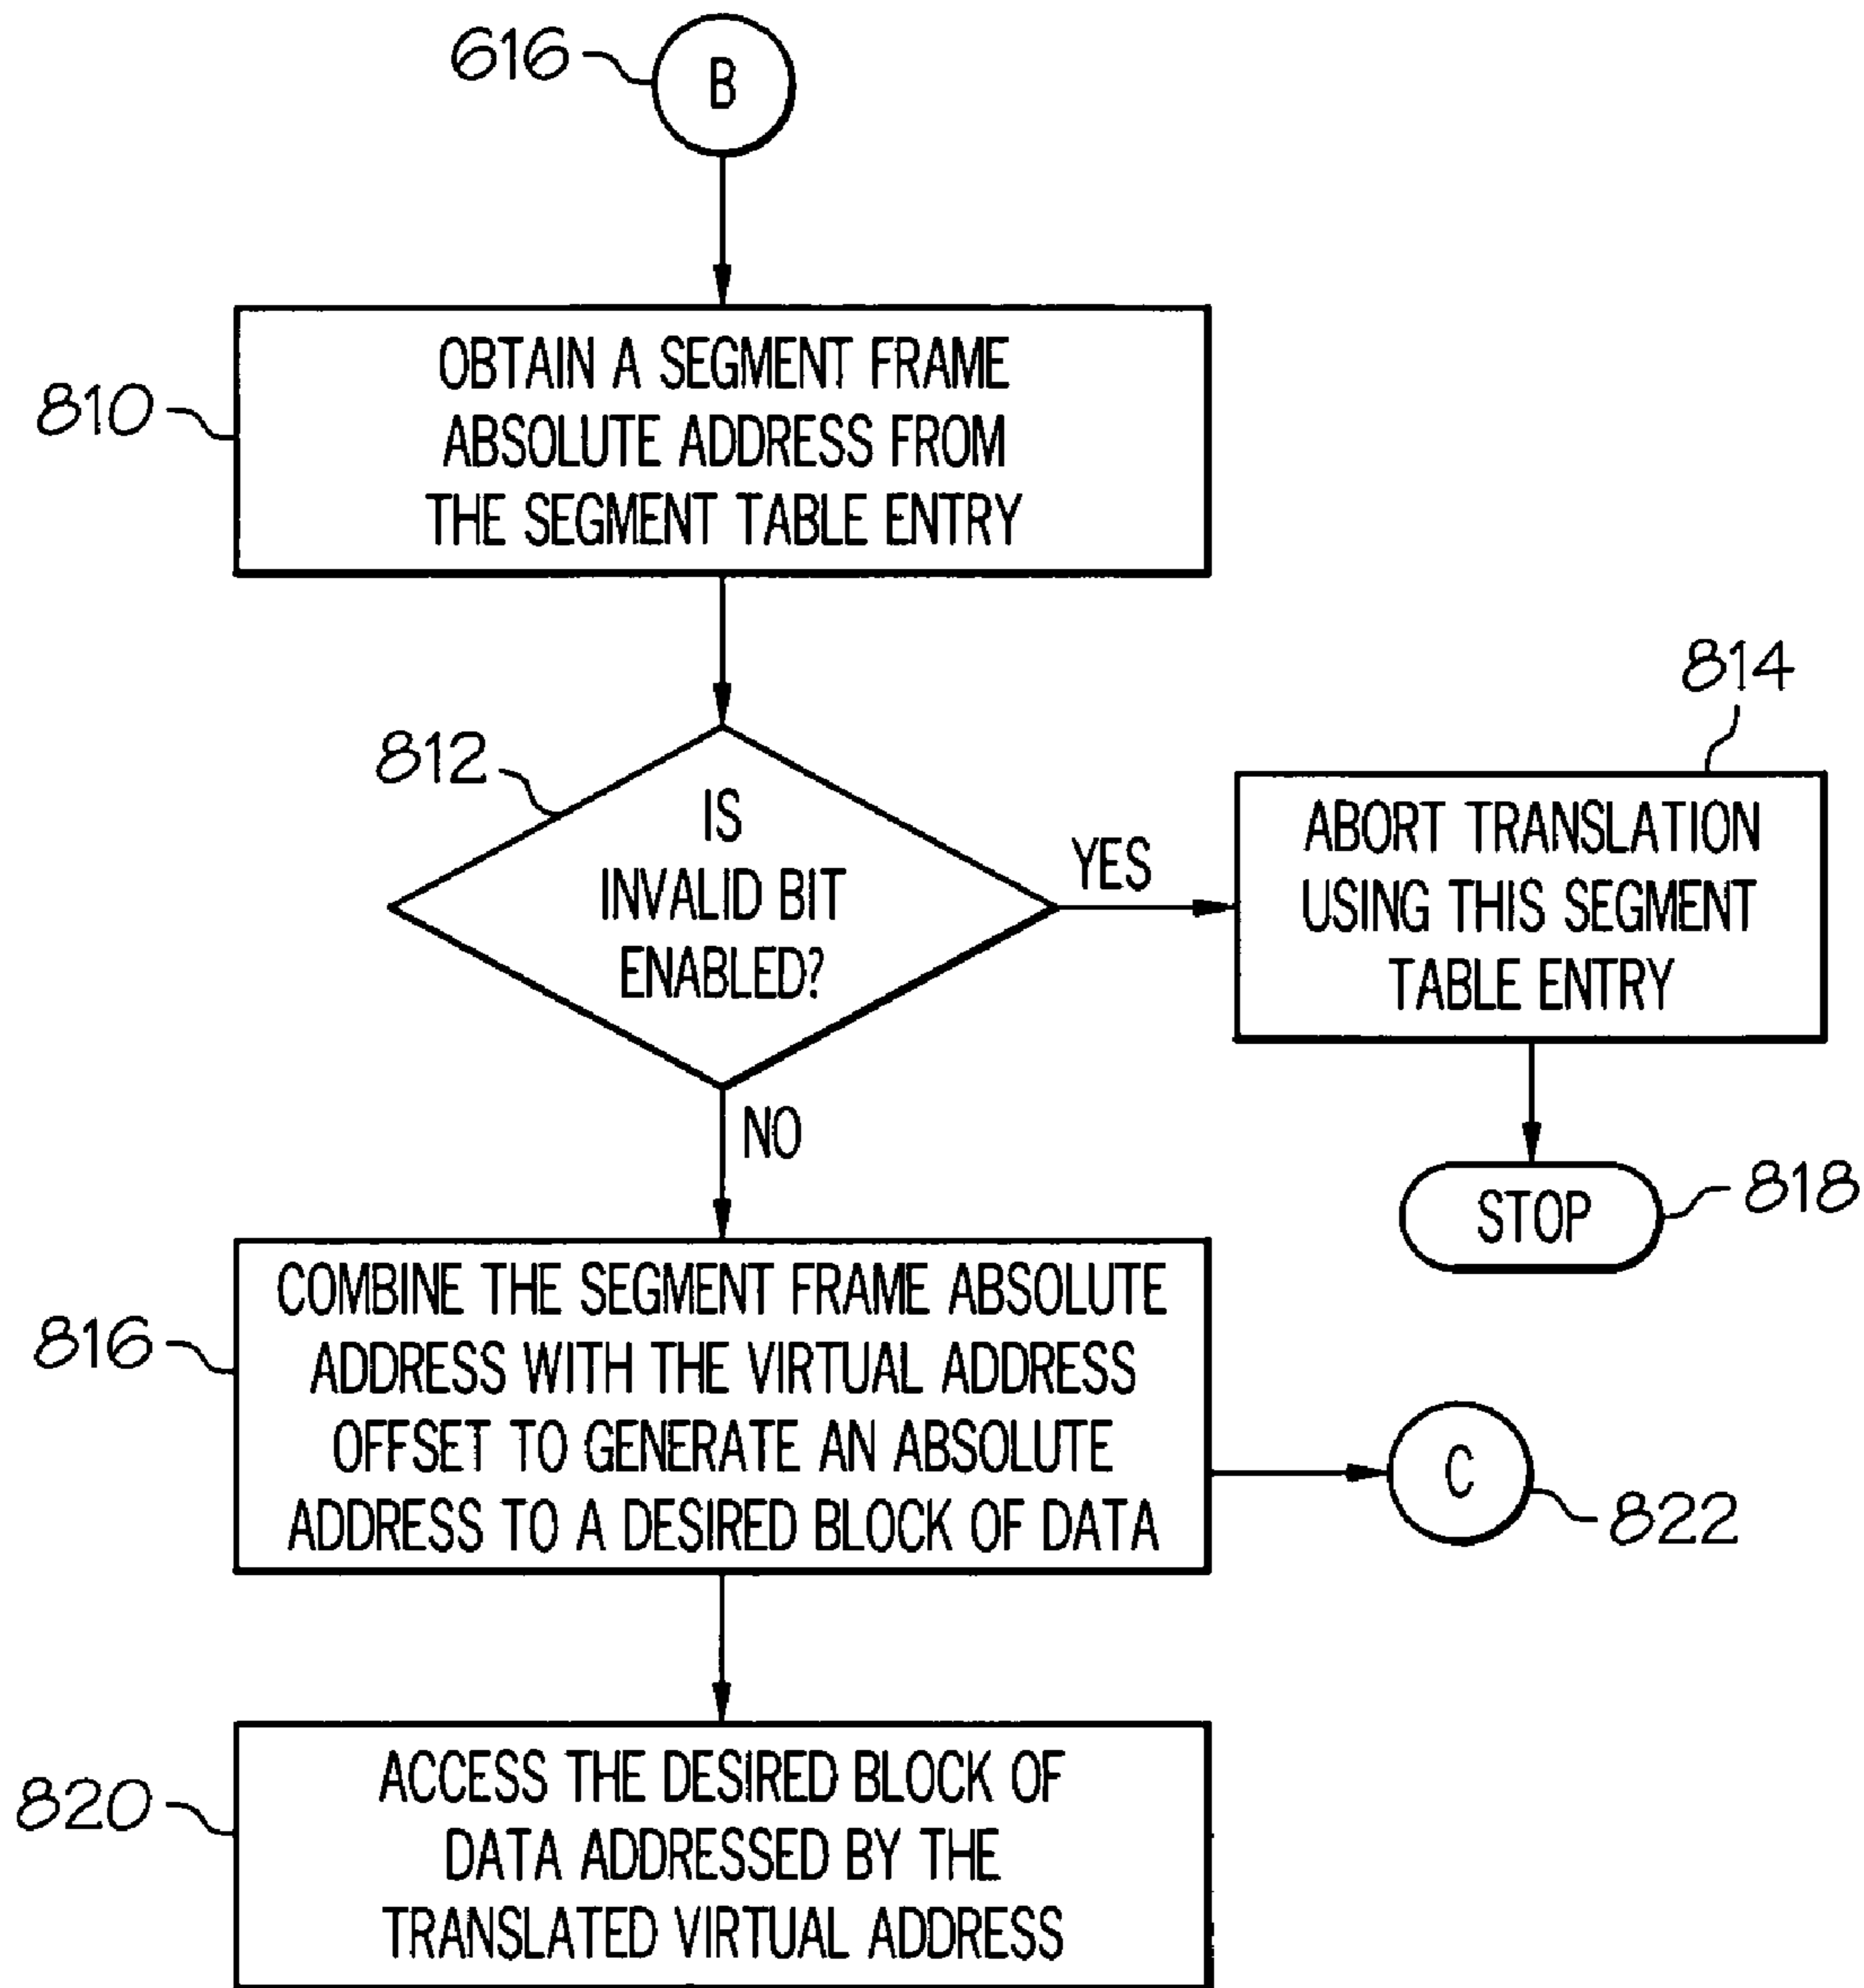 616
B
810
OBTAIN A SEGMENT FRAME
ABSOLUTE ADDRESS FROM
THE SEGMENT TABLE ENTRY
812
IS
INVALID BIT
ENABLED?
YES
814
ABORT TRANSLATION
USING THIS SEGMENT
TABLE ENTRY
STOP
818
NO
816
COMBINE THE SEGMENT FRAME ABSOLUTE
ADDRESS WITH THE VIRTUAL ADDRESS
OFFSET TO GENERATE AN ABSOLUTE
ADDRESS TO A DESIRED BLOCK OF DATA
C
822
820
ACCESS THE DESIRED BLOCK OF
DATA ADDRESSED BY THE
TRANSLATED VIRTUAL ADDRESS